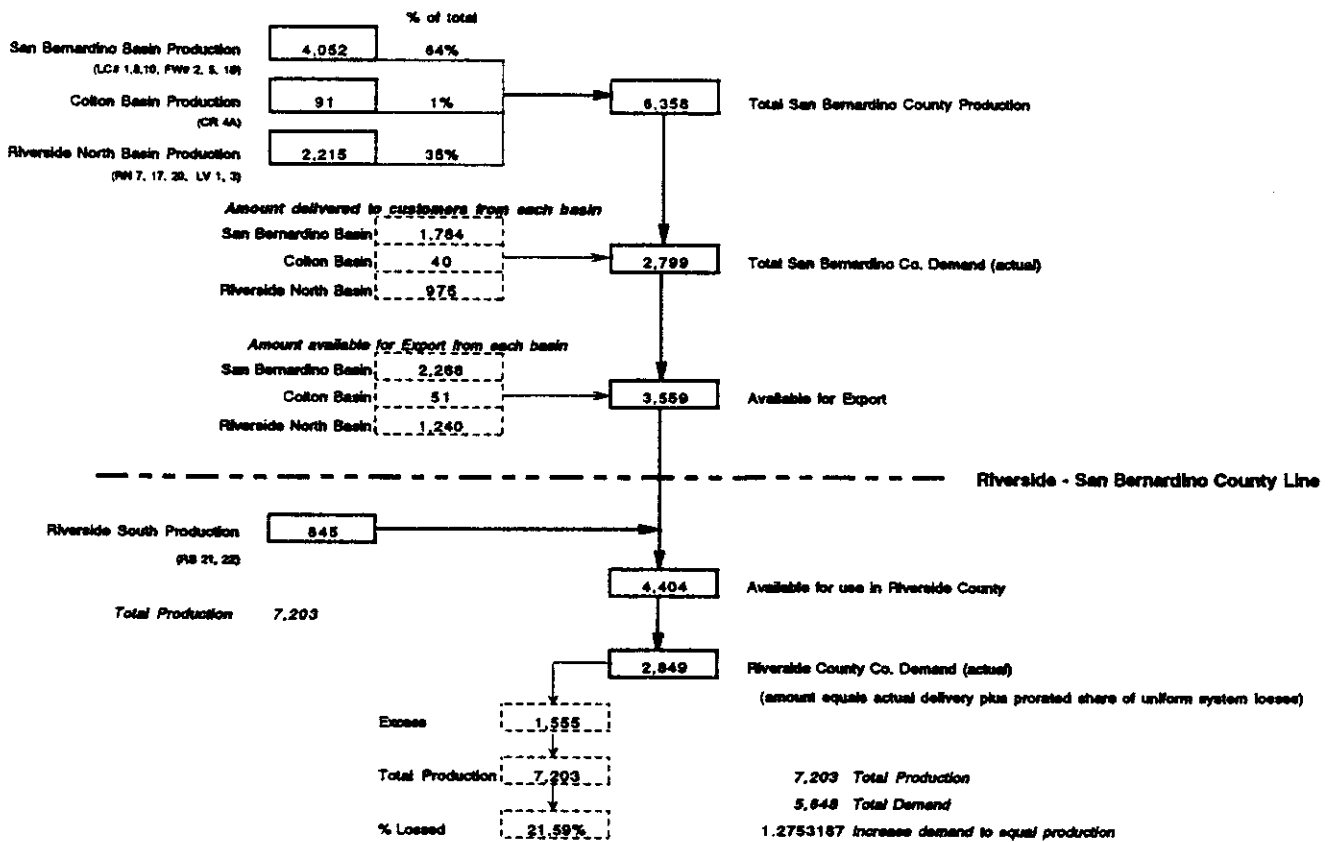 % of total
San Bernardino Basin Production 4,052 64%
(LC# 1,8,10, FW# 2, 5, 18)
Colton Basin Production 91 1% 6,358 Total San Bernardino County Production
(CR 4A)
Riverside North Basin Production 2,215 35%
(RN 7, 17, 20, LV 1, 3)
Amount delivered to customers from each basin
San Bernardino Basin 1,784
Colton Basin 40 2,799 Total San Bernardino Co. Demand (actual)
Riverside North Basin 975
Amount available for Export from each basin
San Bernardino Basin 2,268
Colton Basin 51 3,559 Available for Export
Riverside North Basin 1,240
Riverside - San Bernardino County Line
Riverside South Production 845
(RS 21, 22)
4,404 Available for use in Riverside County
Total Production 7,203
2,849 Riverside County Co. Demand (actual)
(amount equals actual delivery plus prorated share of uniform system losses)
Excess 1,555
Total Production 7,203 7,203 Total Production
5,648 Total Demand
% Lossed 21.59% 1.2753187 Increase demand to equal production